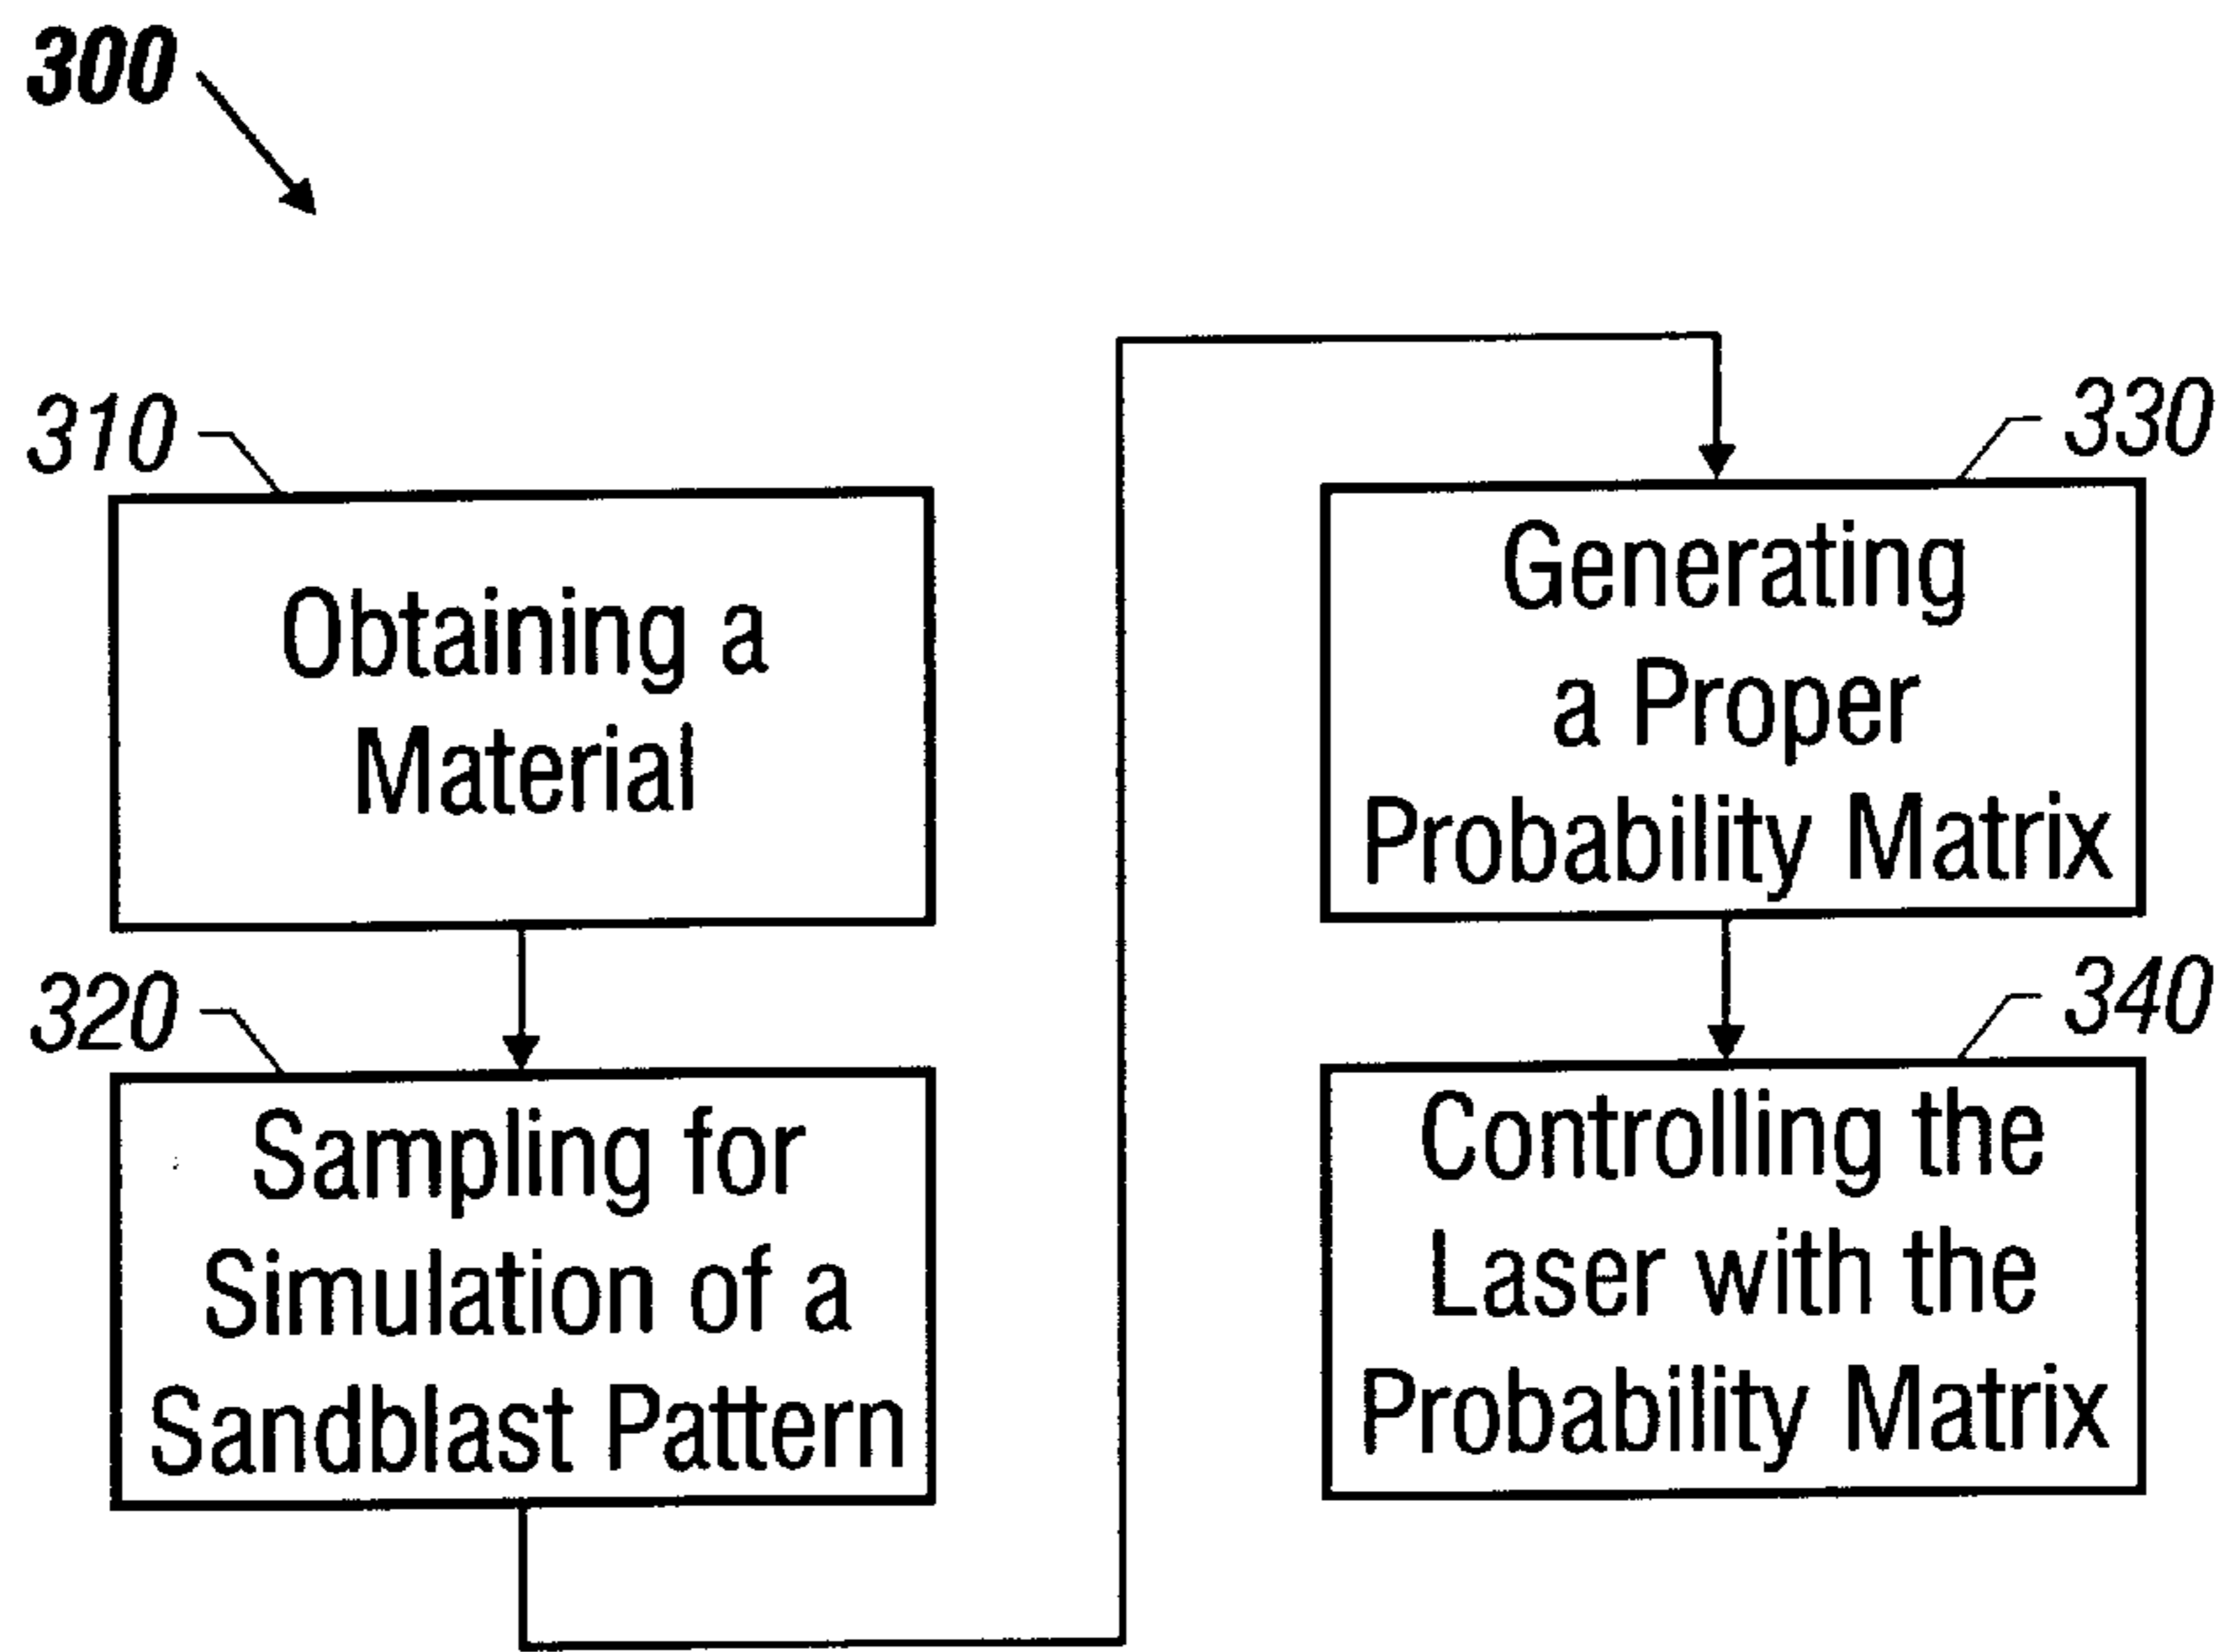 300
310
Obtaining a
Material
320
Sampling for
Simulation of a
Sandblast Pattern
330
Generating
a Proper
Probability Matrix
340
Controlling the
Laser with the
Probability Matrix